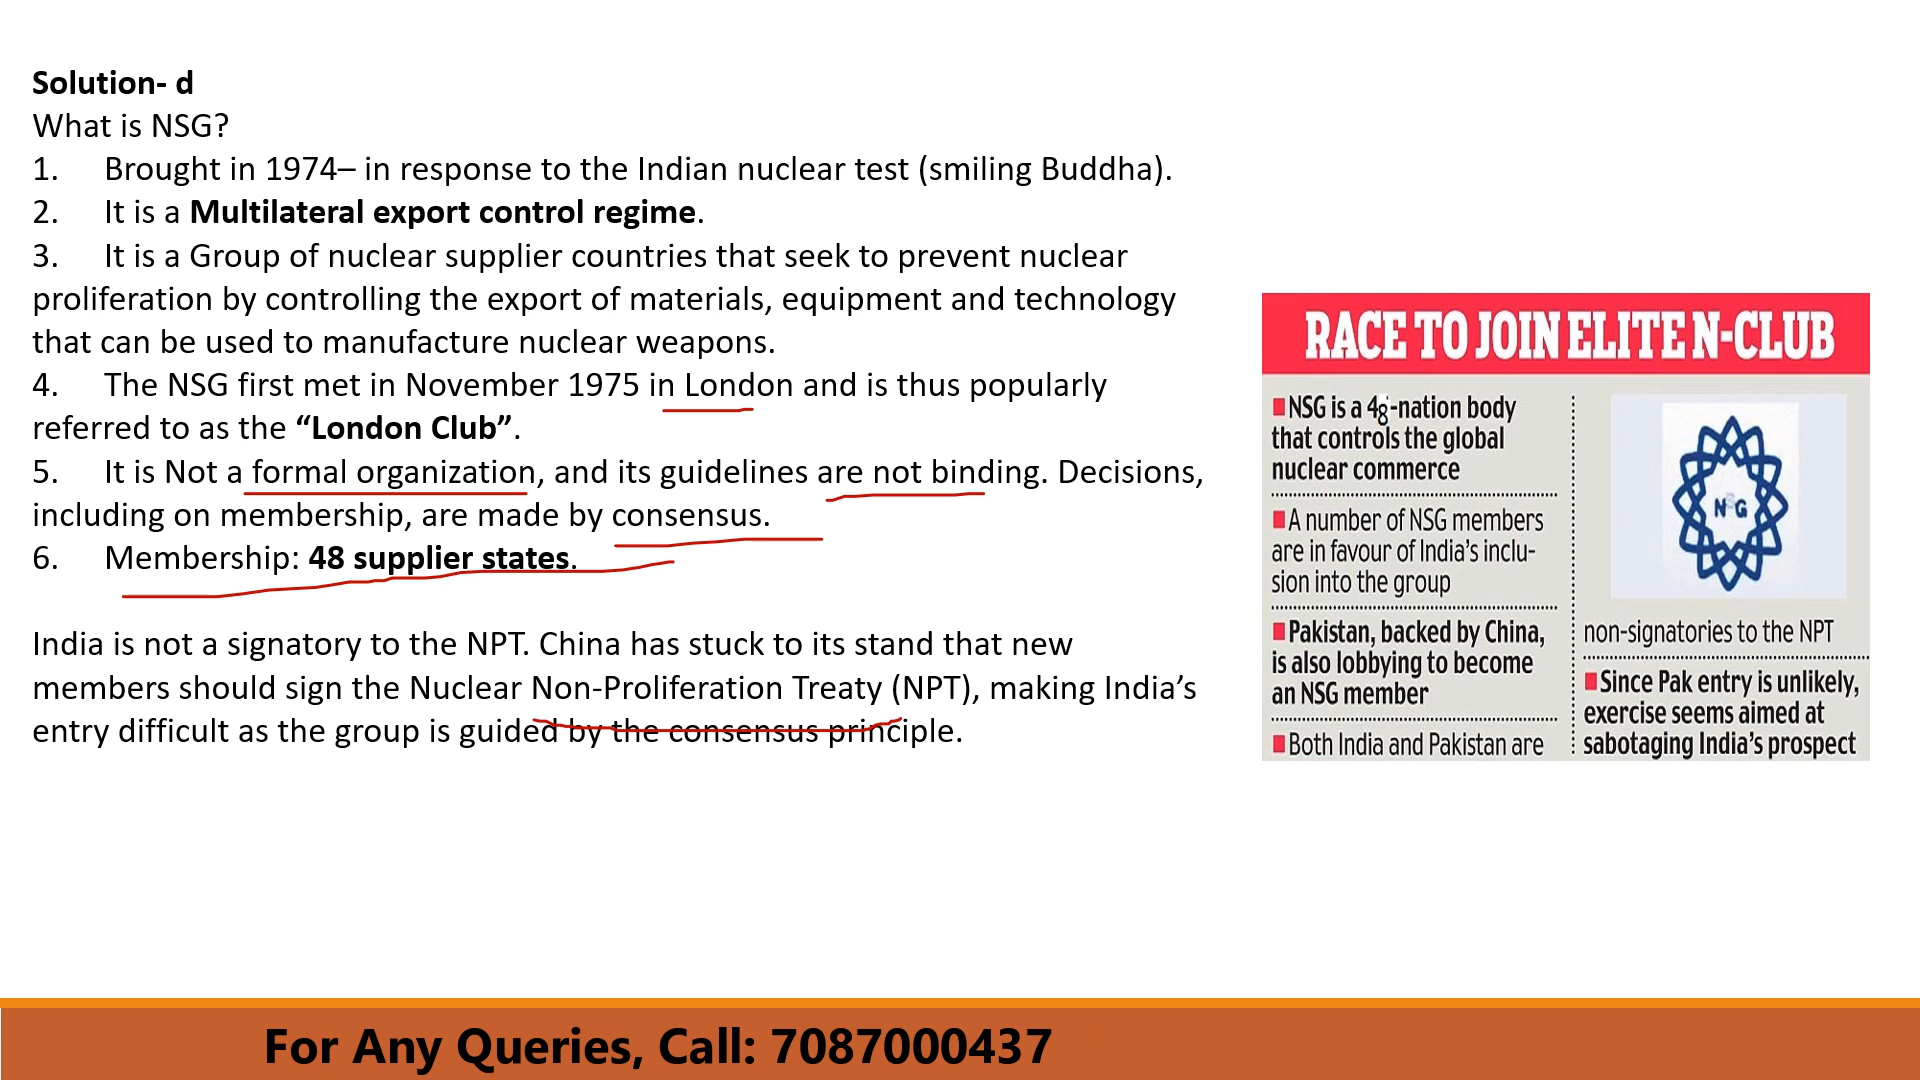 Solution- d
What is NSG?
1. Brought in 1974– in response to the Indian nuclear test (smiling Buddha).
2. It is a Multilateral export control regime.
3. It is a Group of nuclear supplier countries that seek to prevent nuclear
proliferation by controlling the export of materials, equipment and technology
that can be used to manufacture nuclear weapons.
4. The NSG first met in November 1975 in London and is thus popularly
referred to as the “London Club”.
5. It is Not a formal organization, and its guidelines are not binding. Decisions,
including on membership, are made by consensus.
6. Membership: 48 supplier states.
India is not a signatory to the NPT. China has stuck to its stand that new
members should sign the Nuclear Non-Proliferation Treaty (NPT), making India’s
entry difficult as the group is guided by the consensus principle.
RACE TO JOIN ELITE N-CLUB
NSG is a 48-nation body
that controls the global
nuclear commerce
A number of NSG members
are in favour of India’s inclu-
sion into the group
Pakistan, backed by China,
is also lobbying to become
an NSG member
Both India and Pakistan are
NSG
non-signatories to the NPT
Since Pak entry is unlikely,
exercise seems aimed at
sabotaging India’s prospect
For Any Queries, Call: 7087000437